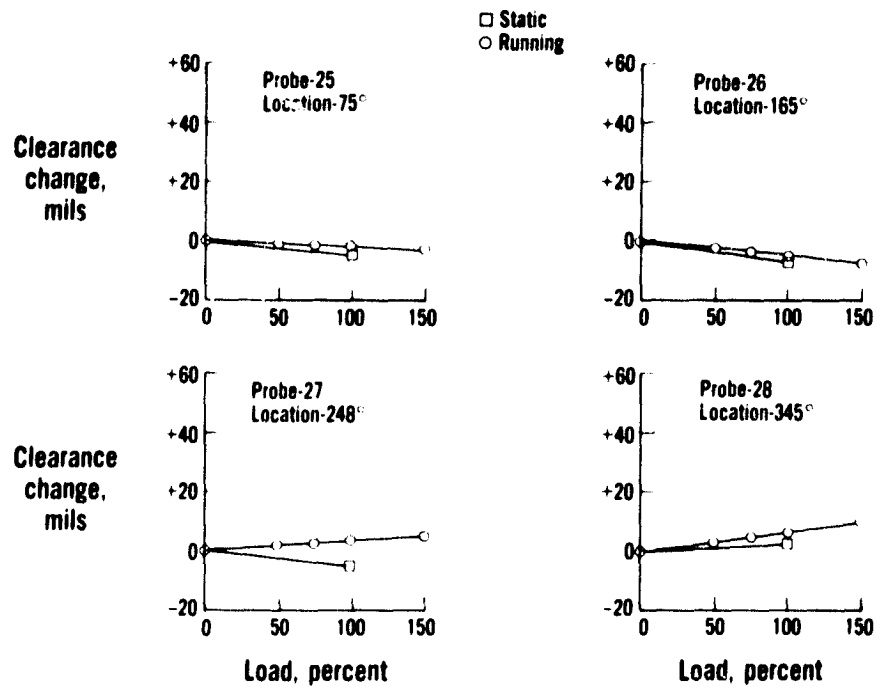 Static
Running
+60
+40
+20
0
-20
Clearance
change,
mils
Probe-25
Location-75°
0 50 100 150
+60
+40
+20
0
-20
Probe-26
Location-165°
0 50 100 150
+60
+40
+20
0
-20
Clearance
change,
mils
Probe-27
Location-248°
0 50 100 150
Load, percent
+60
+40
+20
0
-20
Probe-28
Location-345°
0 50 100 150
Load, percent